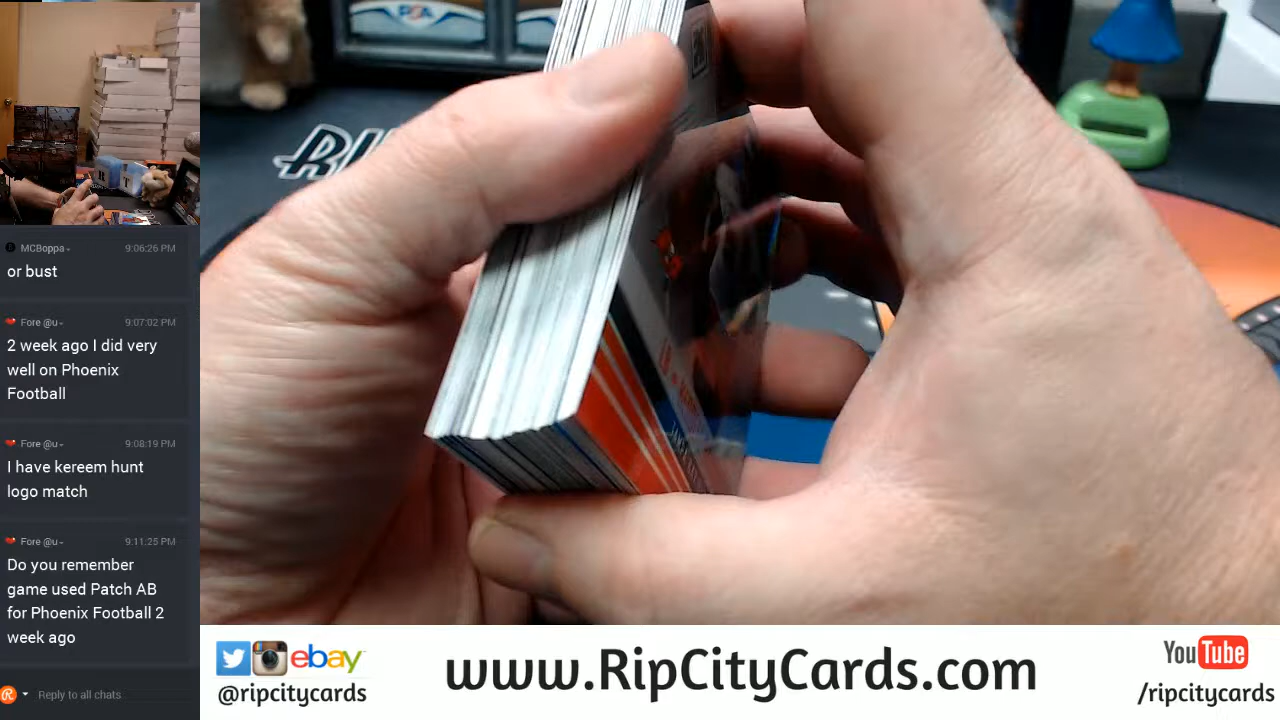 MCBoppa
9:06:26 PM
or bust
Fore @u
9:07:02 PM
2 week ago I did very
well on Phoenix
Football
Fore @u
9:08:19 PM
I have kereem hunt
logo match
Fore @u
9:11:25 PM
Do you remember
game used Patch AB
for Phoenix Football 2
week ago
Reply to all chats
PSA
ebay
@ripcitycards
www.RipCityCards.com
YouTube
/ripcitycards